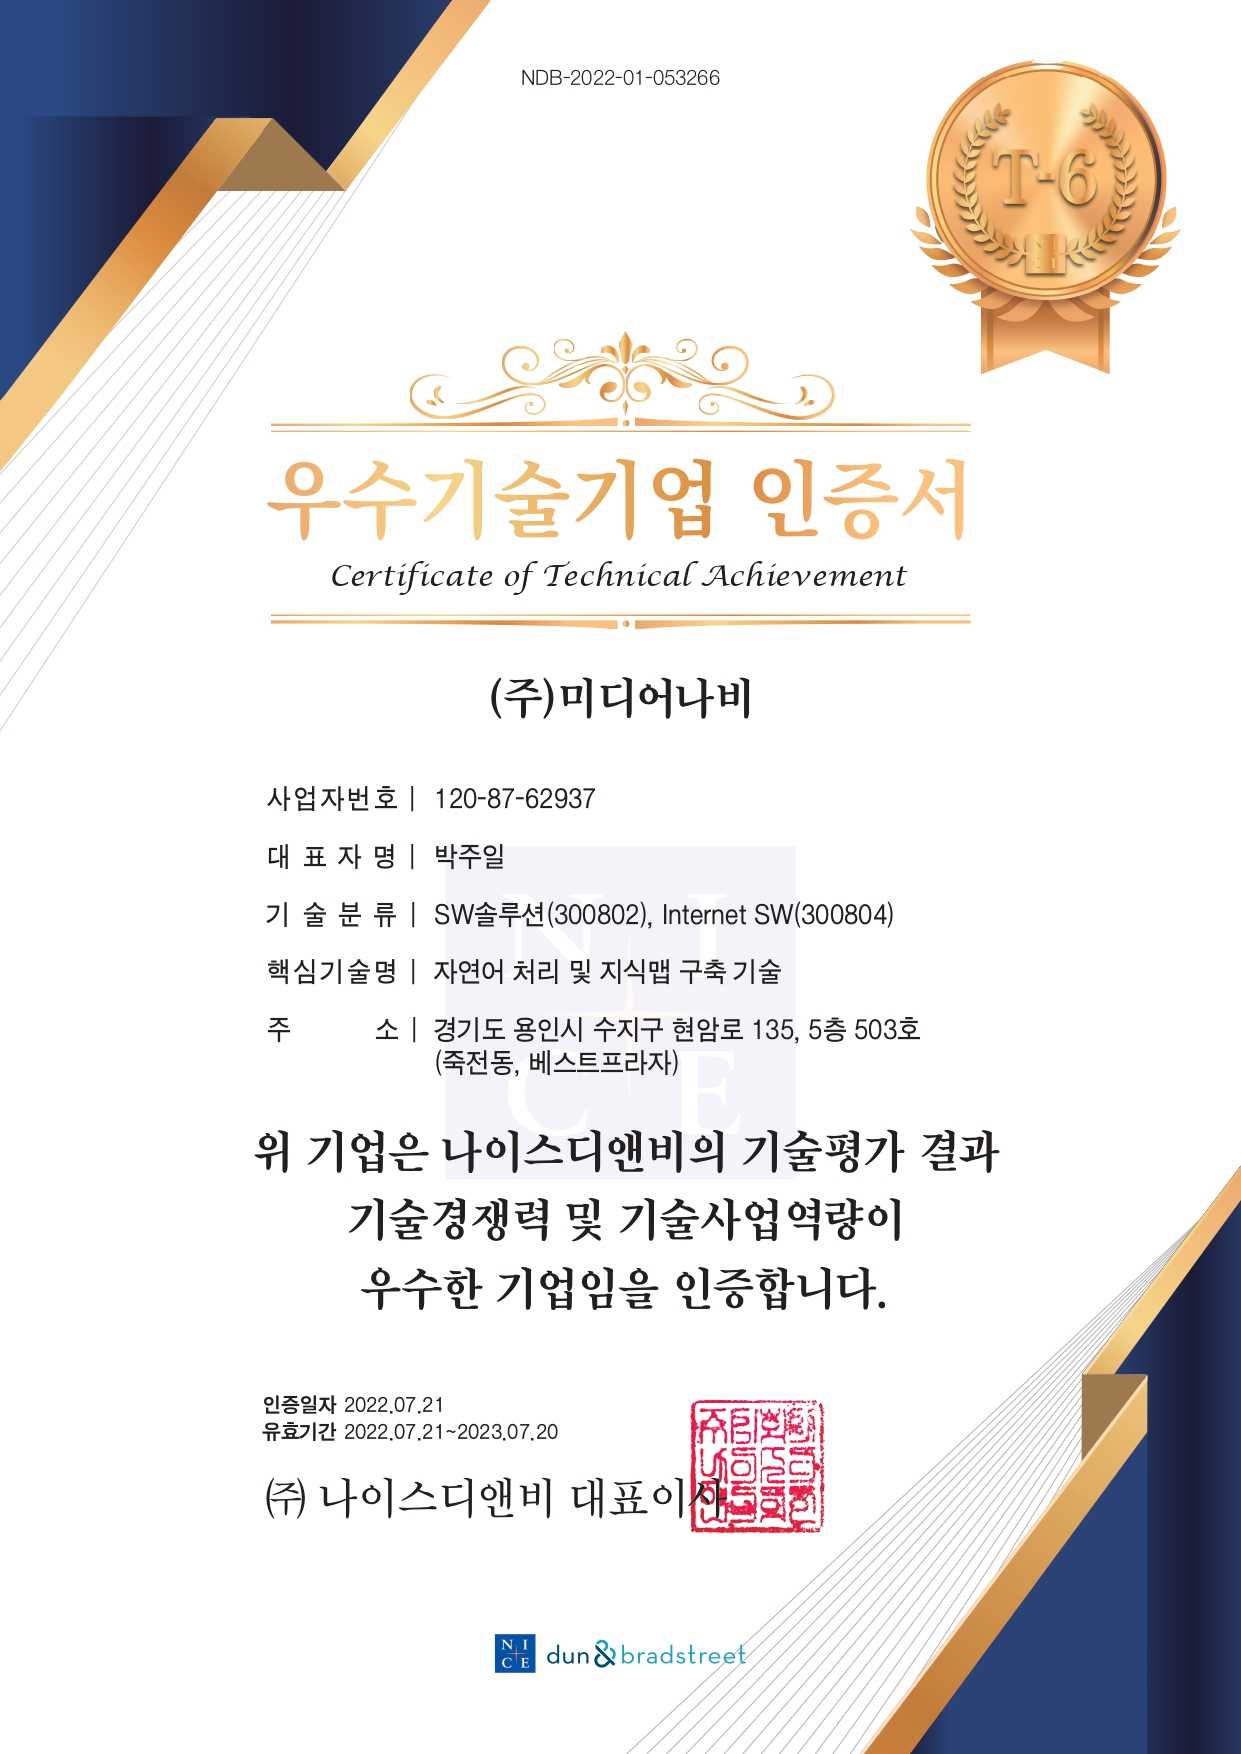 NDB-2022-01-053266
T-6
우수기술기업 인증서
Certificate of Technical Achievement
(주)미디어나비
사업자번호 | 120-87-62937
대 표 자 명 | 박주일
기 술 분 류 | SW솔루션(300802), Internet SW(300804)
핵심기술명 | 자연어 처리 및 지식맵 구축 기술
주 소 | 경기도 용인시 수지구 현암로 135, 5층 503호
(죽전동, 베스트프라자)
N I
C E
위 기업은 나이스디앤비의 기술평가 결과
기술경쟁력 및 기술사업역량이
우수한 기업임을 인증합니다.
인증일자 2022.07.21
유효기간 2022.07.21~2023.07.20
(주) 나이스디앤비 대표이사
N I
C E
dun & bradstreet